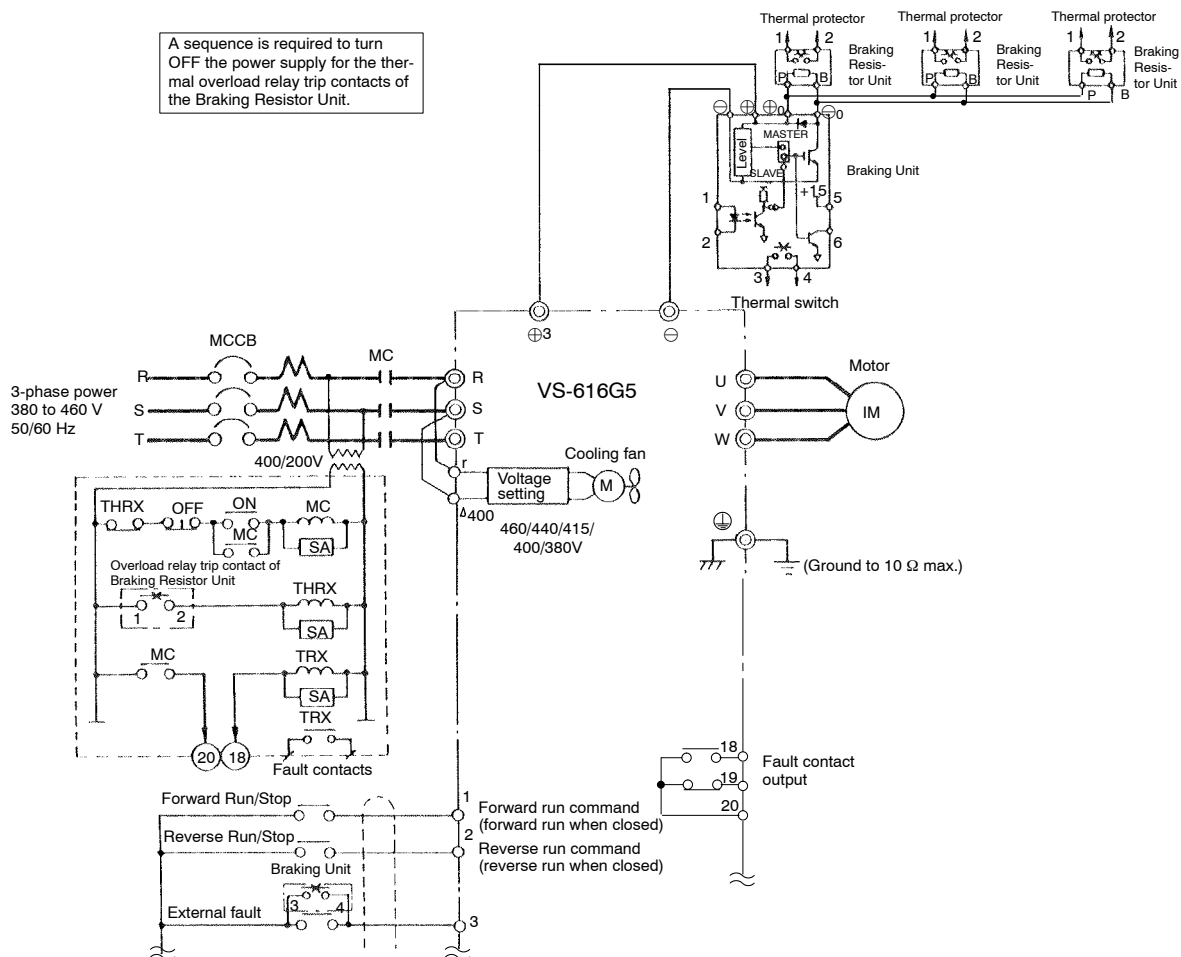 A sequence is required to turn
OFF the power supply for the ther-
mal overload relay trip contacts of
the Braking Resistor Unit.
Thermal protector
Thermal protector
Thermal protector
1 2
1 2
1 2
Braking
Resis-
tor Unit
Braking
Resis-
tor Unit
Braking
Resis-
tor Unit
P B
P B
P B
⊖ ⊕ ⊕0 ⊖0
MASTER
Level
SLAVE
Braking Unit
+15
1
5
2
6
3 4
Thermal switch
⊕3
⊖
MCCB
MC
3-phase power
380 to 460 V
50/60 Hz
R
S
T
R
S
T
VS-616G5
U
V
W
Motor
IM
400/200V
r
Voltage
setting
Cooling fan
M
400
460/440/415/
400/380V
(Ground to 10 Ω max.)
THRX
OFF
ON
MC
MC
SA
Overload relay trip contact of
Braking Resistor Unit
1 2
THRX
SA
MC
TRX
SA
TRX
20
18
Fault contacts
18
19
20
Fault contact
output
Forward Run/Stop
1
Forward run command
(forward run when closed)
Reverse Run/Stop
2
Reverse run command
(reverse run when closed)
Braking Unit
3 4
External fault
3